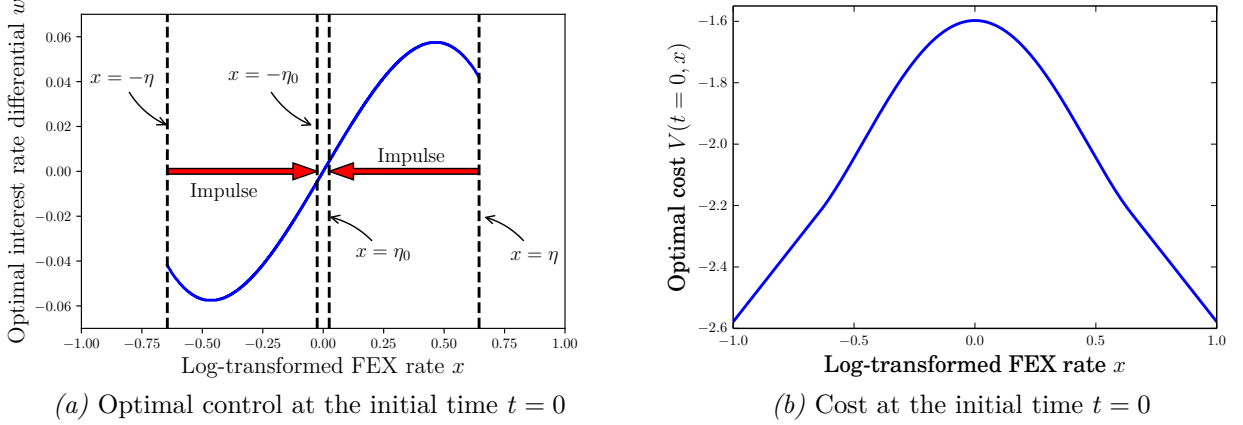 Optimal interest rate differential w
0.06
0.04
0.02
0.00
−0.02
−0.04
−0.06
x = −η
x = −η₀
Impulse
Impulse
x = η₀
x = η
−1.00 −0.75 −0.50 −0.25 0.00 0.25 0.50 0.75 1.00
Log-transformed FEX rate x
(a) Optimal control at the initial time t = 0
Optimal cost V(t = 0, x)
−1.6
−1.8
−2.0
−2.2
−2.4
−2.6
−1.0 −0.5 0.0 0.5 1.0
Log-transformed FEX rate x
(b) Cost at the initial time t = 0